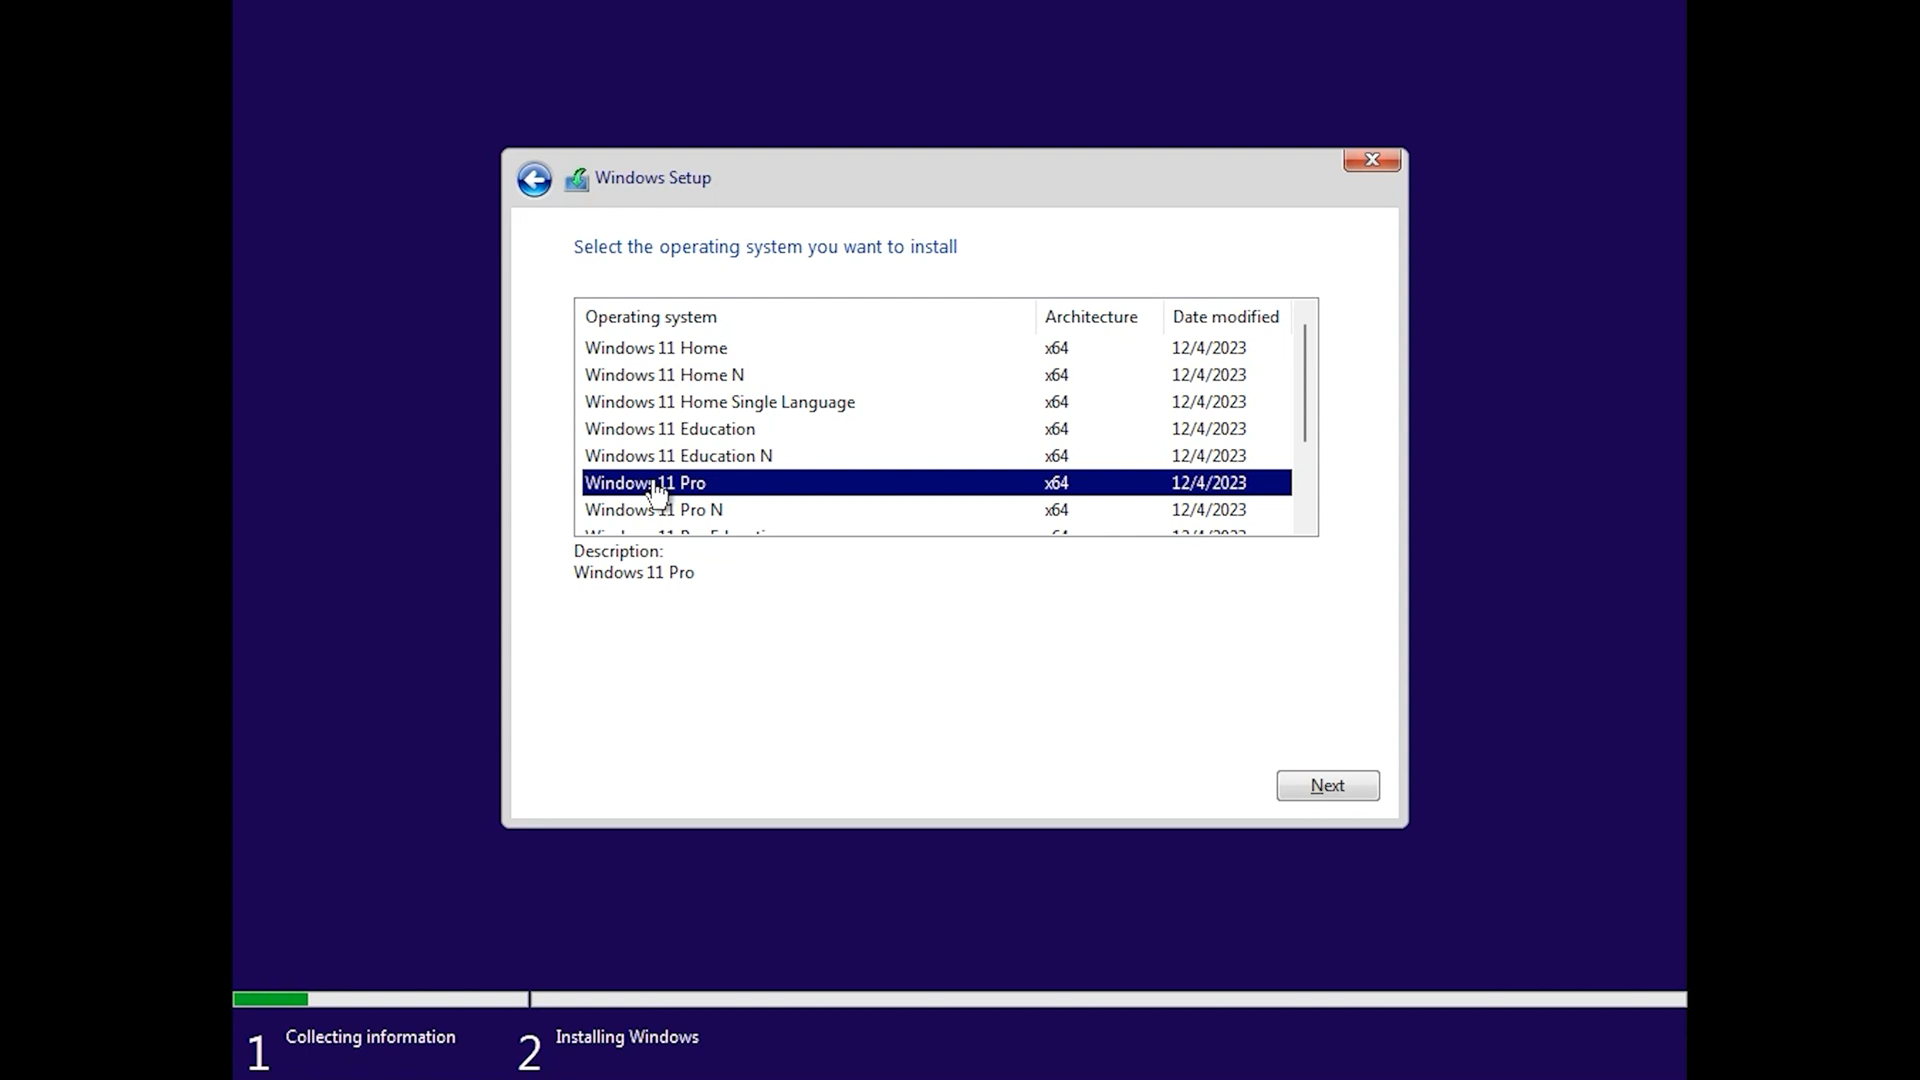 Windows Setup
Select the operating system you want to install
Operating system Architecture Date modified
Windows 11 Home x64 12/4/2023
Windows 11 Home N x64 12/4/2023
Windows 11 Home Single Language x64 12/4/2023
Windows 11 Education x64 12/4/2023
Windows 11 Education N x64 12/4/2023
Windows 11 Pro x64 12/4/2023
Windows 11 Pro N x64 12/4/2023
Description:
Windows 11 Pro
Next
1 Collecting information 2 Installing Windows